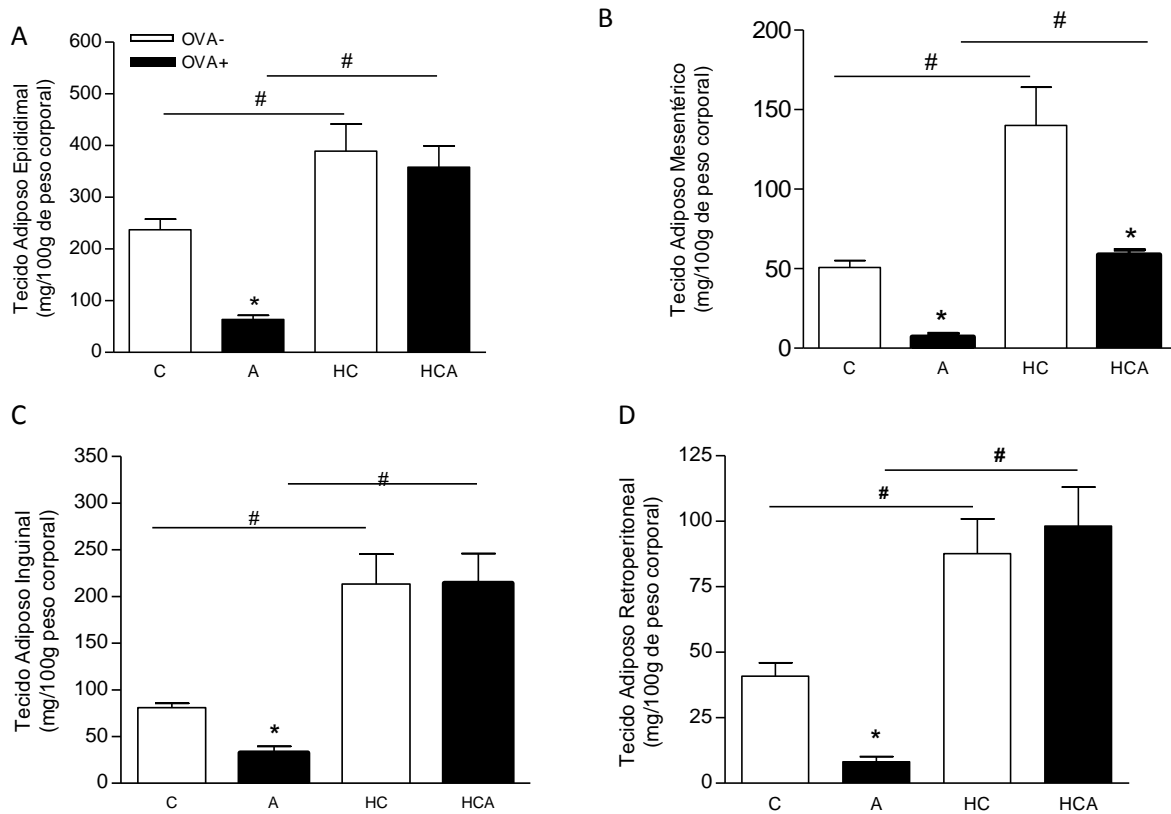 A
OVA-
OVA+
Tecido Adiposo Epididimal
(mg/100g de peso corporal)
600
500
400
300
200
100
0
#
#
*
C A HC HCA
B
Tecido Adiposo Mesentérico
(mg/100g de peso corporal)
200
150
100
50
0
#
#
*
*
C A HC HCA
C
Tecido Adiposo Inguinal
(mg/100g peso corporal)
350
300
250
200
150
100
50
0
#
#
*
C A HC HCA
D
Tecido Adiposo Retroperitoneal
(mg/100g de peso corporal)
125
100
75
50
25
0
#
#
*
C A HC HCA